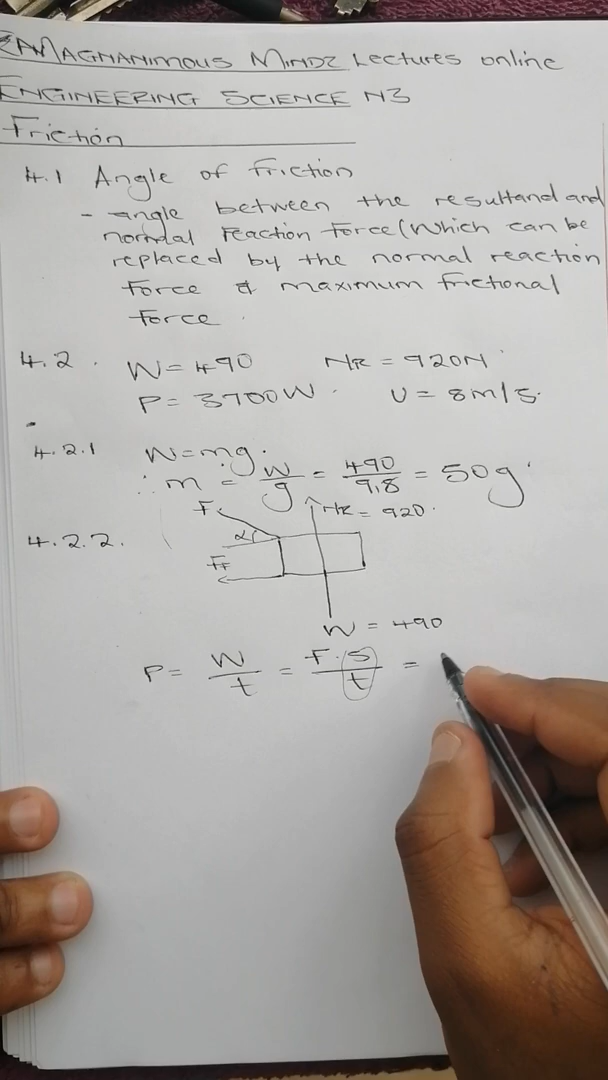 MAGNANIMOUS MINDZ Lectures online
ENGINEERING SCIENCE N3
Friction
4.1 Angle of friction
- angle between the resultand and
normdal reaction Force (Which can be
replaced by the normal reaction
Force & maximum frictional
Force.
4.2. W = 490 NR = 920N
P = 3700W. U = 8m/s.
4.2.1 W = mg.
∴ m = W/g = 490/9,8 = 50g
F NR = 920.
4.2.2. α
Ff
W = 490
P = W/t = F.S/t =